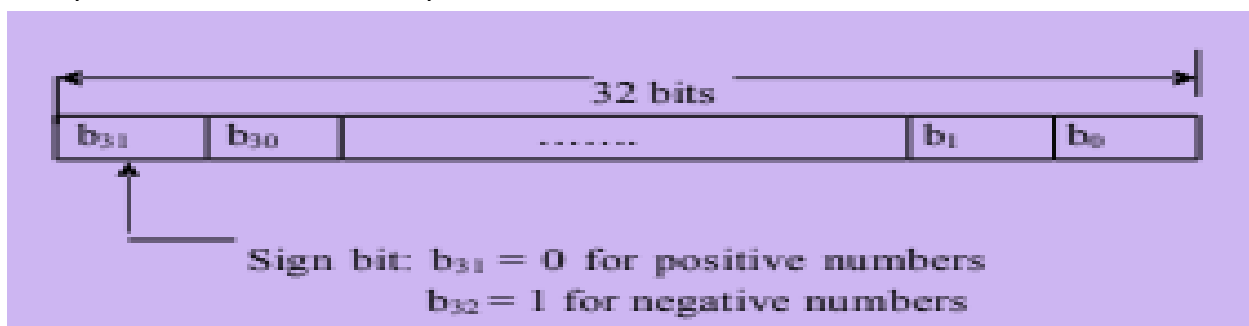 32 bits
b₃₁ b₃₀ ........ b₁ b₀
Sign bit: b₃₁ = 0 for positive numbers
b₃₂ = 1 for negative numbers